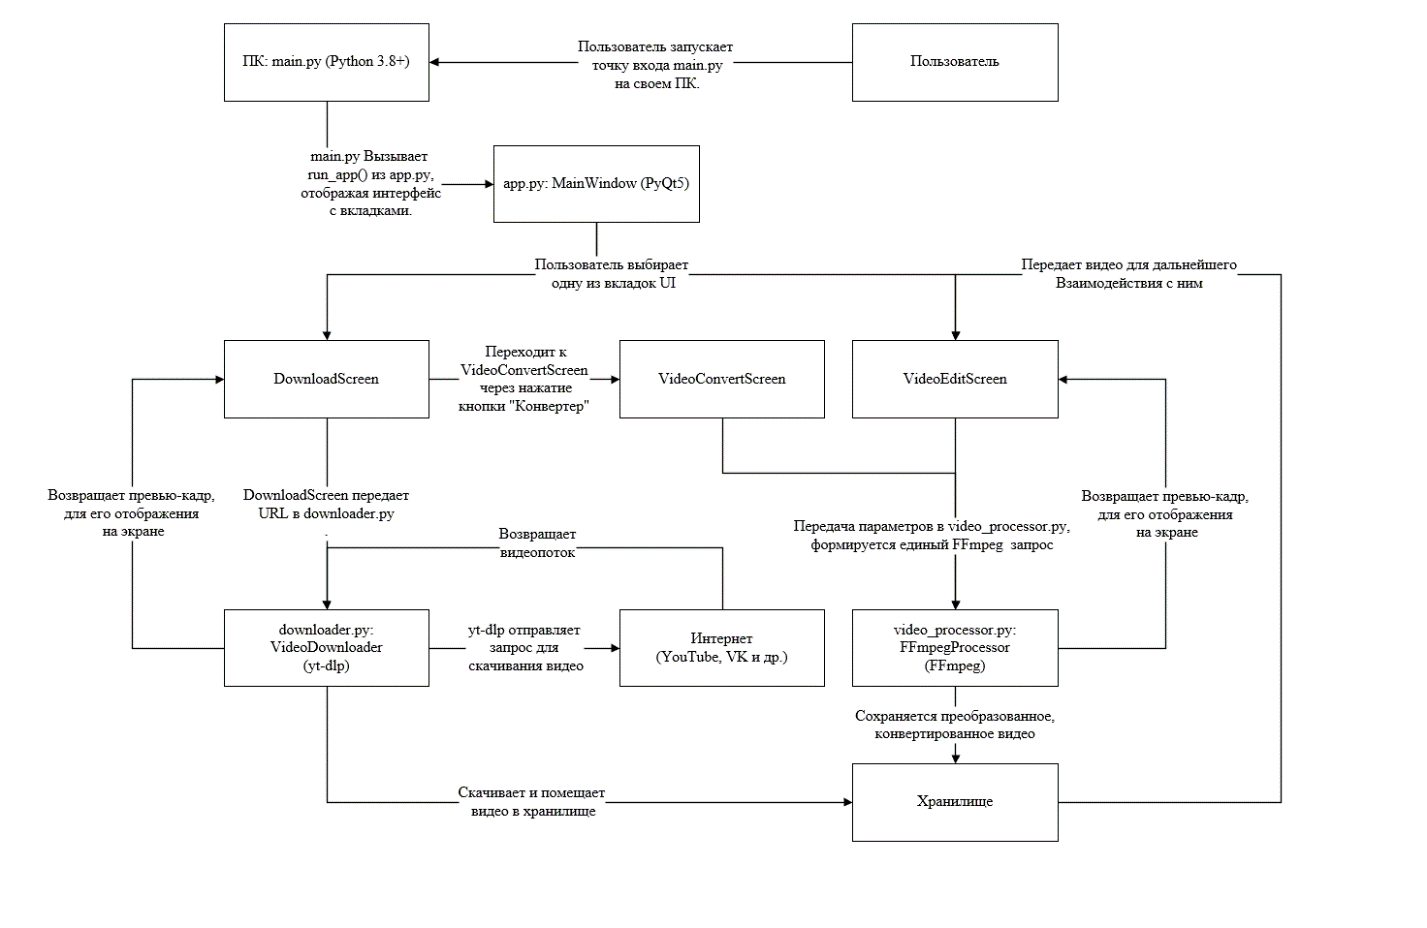 ПК: main.py (Python 3.8+)
Пользователь запускает
точку входа main.py
на своем ПК.
Пользователь
main.py Вызывает
run_app() из app.py,
отображая интерфейс
с вкладками.
app.py: MainWindow (PyQt5)
Пользователь выбирает
одну из вкладок UI
Передает видео для дальнейшего
Взаимодействия с ним
DownloadScreen
Переходит к
VideoConvertScreen
через нажатие
кнопки "Конвертер"
VideoConvertScreen
VideoEditScreen
Возвращает превью-кадр,
для его отображения
на экране
DownloadScreen передает
URL в downloader.py
.
Возвращает
видеопоток
Передача параметров в video_processor.py,
формируется единый FFmpeg запрос
Возвращает превью-кадр,
для его отображения
на экране
downloader.py:
VideoDownloader
(yt-dlp)
yt-dlp отправляет
запрос для
скачивания видео
Интернет
(YouTube, VK и др.)
video_processor.py:
FFmpegProcessor
(FFmpeg)
Сохраняется преобразованное,
конвертированное видео
Скачивает и помещает
видео в хранилище
Хранилище